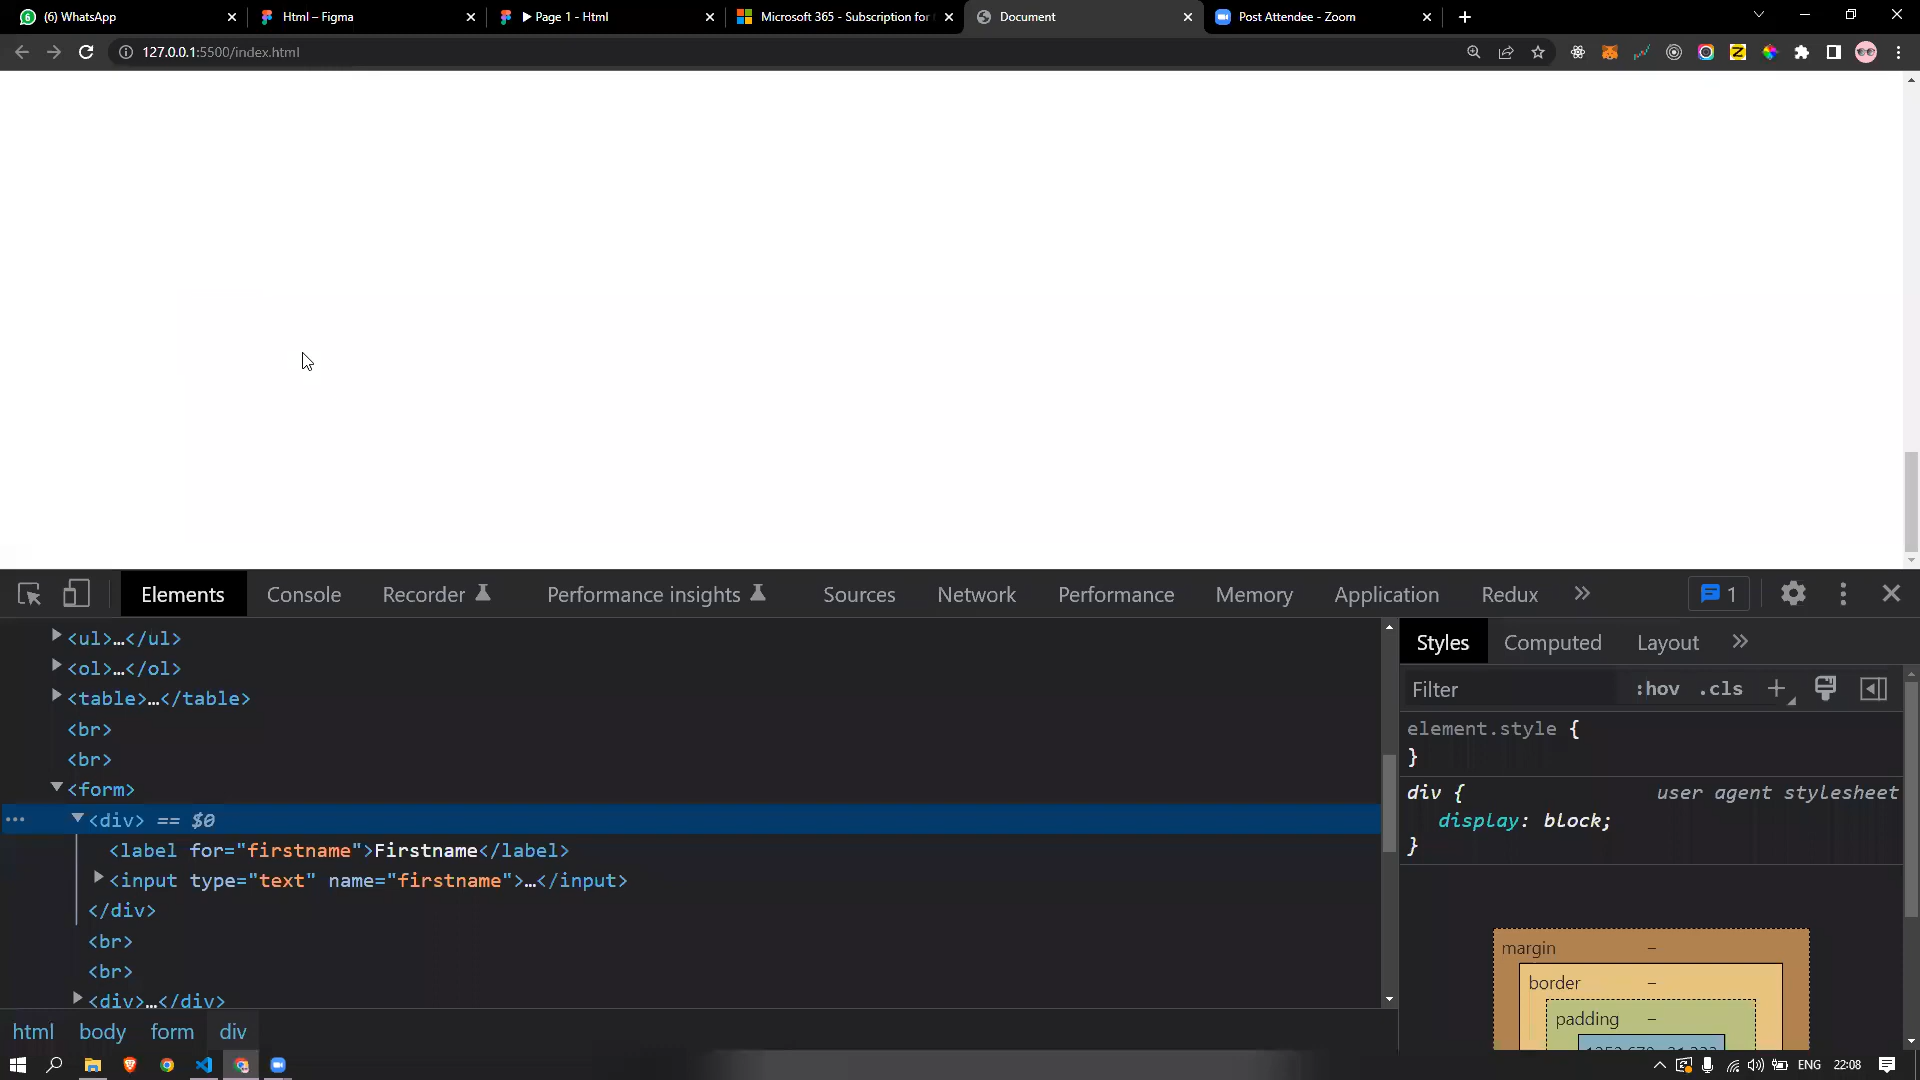 (6) WhatsApp
Html – Figma
▶ Page 1 - Html
Microsoft 365 - Subscription for
Document
Post Attendee - Zoom
127.0.0.1:5500/index.html
Elements
Console
Recorder
Performance insights
Sources
Network
Performance
Memory
Application
Redux
1
<ul>…</ul>
<ol>…</ol>
<table>…</table>
<br>
<br>
<form>
<div> == $0
<label for="firstname">Firstname</label>
<input type="text" name="firstname">…</input>
</div>
<br>
<br>
<div>…</div>
html body form div
Styles
Computed
Layout
Filter
:hov .cls
element.style {
}
div {
user agent stylesheet
display: block;
}
margin –
border –
padding –
ENG
22:08